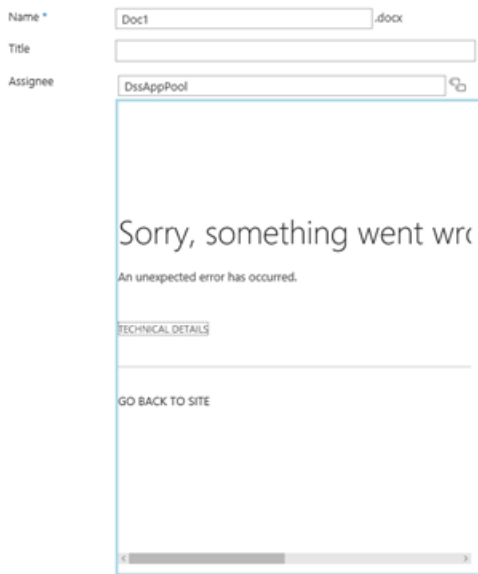 Name *
Doc1 .docx
Title
Assignee
DssAppPool
Sorry, something went
An unexpected error has occurred.
TECHNICAL DETAILS
GO BACK TO SITE